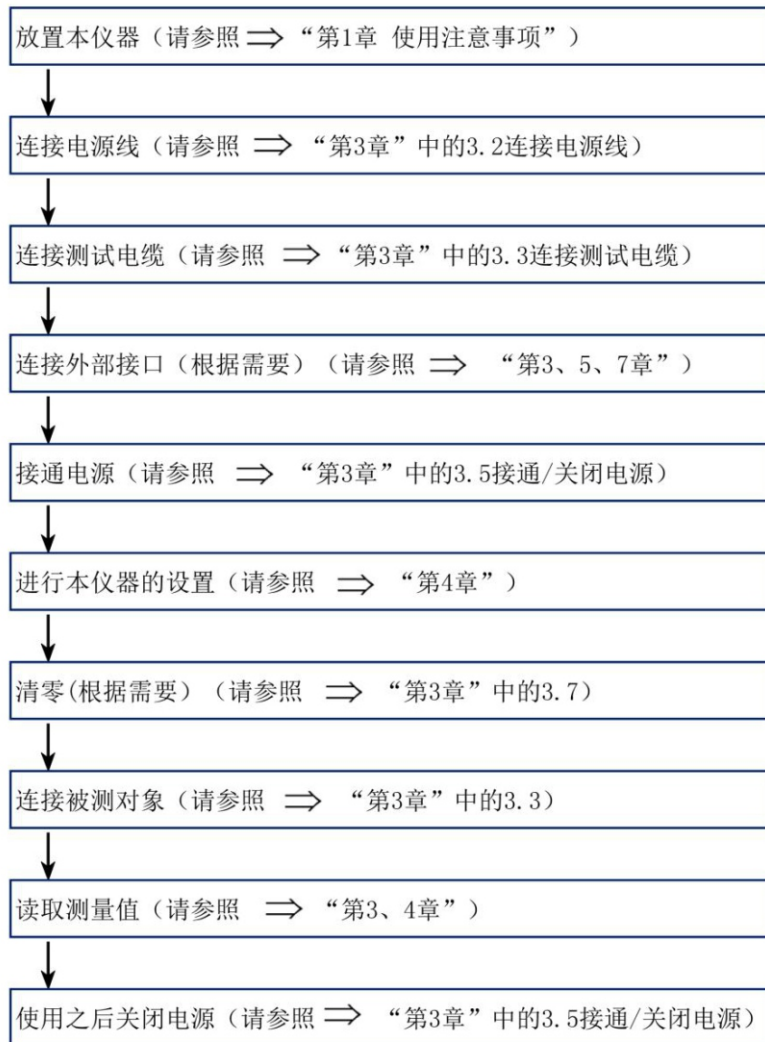 放置本仪器（请参照⇒“第1章 使用注意事项”）
连接电源线（请参照 ⇒ “第3章”中的3.2连接电源线）
连接测试电缆（请参照 ⇒ “第3章”中的3.3连接测试电缆）
连接外部接口（根据需要）（请参照 ⇒ “第3、5、7章”）
接通电源（请参照 ⇒ “第3章”中的3.5接通/关闭电源）
进行本仪器的设置（请参照 ⇒ “第4章”）
清零(根据需要）（请参照 ⇒ “第3章”中的3.7）
连接被测对象（请参照 ⇒ “第3章”中的3.3）
读取测量值（请参照 ⇒ “第3、4章”）
使用之后关闭电源（请参照⇒ “第3章”中的3.5接通/关闭电源）